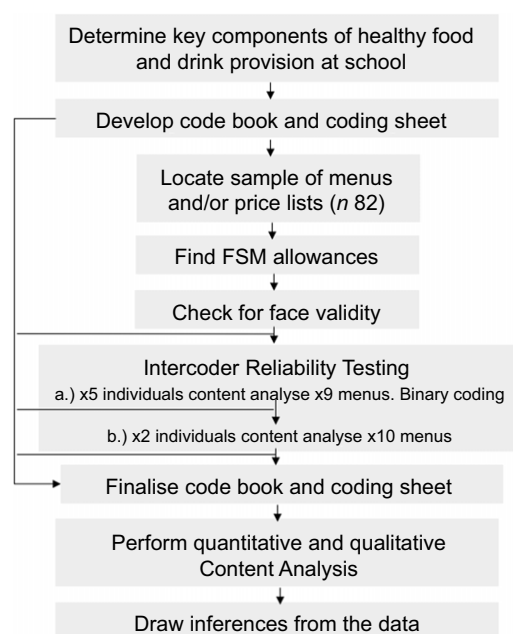 Determine key components of healthy food
and drink provision at school
Develop code book and coding sheet
Locate sample of menus
and/or price lists (n 82)
Find FSM allowances
Check for face validity
Intercoder Reliability Testing
a.) x5 individuals content analyse x9 menus. Binary coding
b.) x2 individuals content analyse x10 menus
Finalise code book and coding sheet
Perform quantitative and qualitative
Content Analysis
Draw inferences from the data